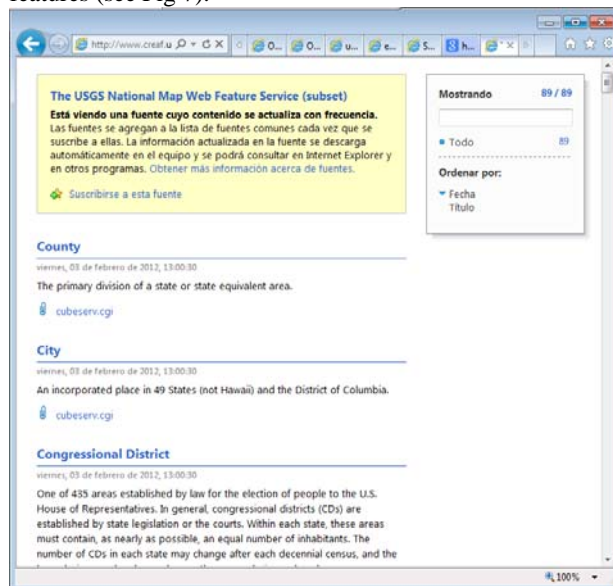 features (see Fig 7).
http://www.creaf.u
O...
O...
u...
e...
S...
h...
The USGS National Map Web Feature Service (subset)
Está viendo una fuente cuyo contenido se actualiza con frecuencia.
Las fuentes se agregan a la lista de fuentes comunes cada vez que se
suscribe a ellas. La información actualizada en la fuente se descarga
automáticamente en el equipo y se podrá consultar en Internet Explorer y
en otros programas. Obtener más información acerca de fuentes.
Suscribirse a esta fuente
Mostrando 89 / 89
Todo 89
Ordenar por:
Fecha
Título
County
viernes, 03 de febrero de 2012, 13:00:30
The primary division of a state or state equivalent area.
cubeserv.cgi
City
viernes, 03 de febrero de 2012, 13:00:30
An incorporated place in 49 States (not Hawaii) and the District of Columbia.
cubeserv.cgi
Congressional District
viernes, 03 de febrero de 2012, 13:00:30
One of 435 areas established by law for the election of people to the U.S.
House of Representatives. In general, congressional districts (CDs) are
established by state legislation or the courts. Within each state, these areas
must contain, as nearly as possible, an equal number of inhabitants. The
number of CDs in each state may change after each decennial census, and the
100%